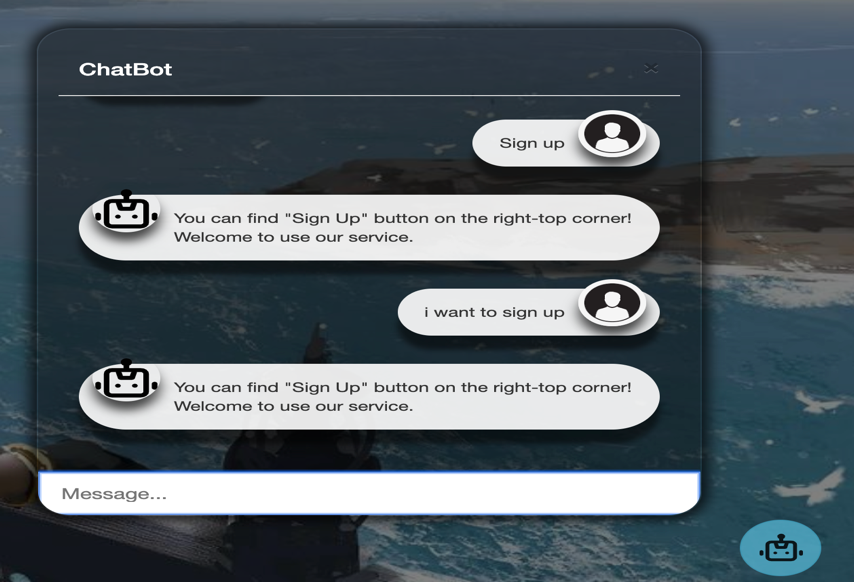 ChatBot
Sign up
You can find "Sign Up" button on the right-top corner!
Welcome to use our service.
i want to sign up
You can find "Sign Up" button on the right-top corner!
Welcome to use our service.
Message...